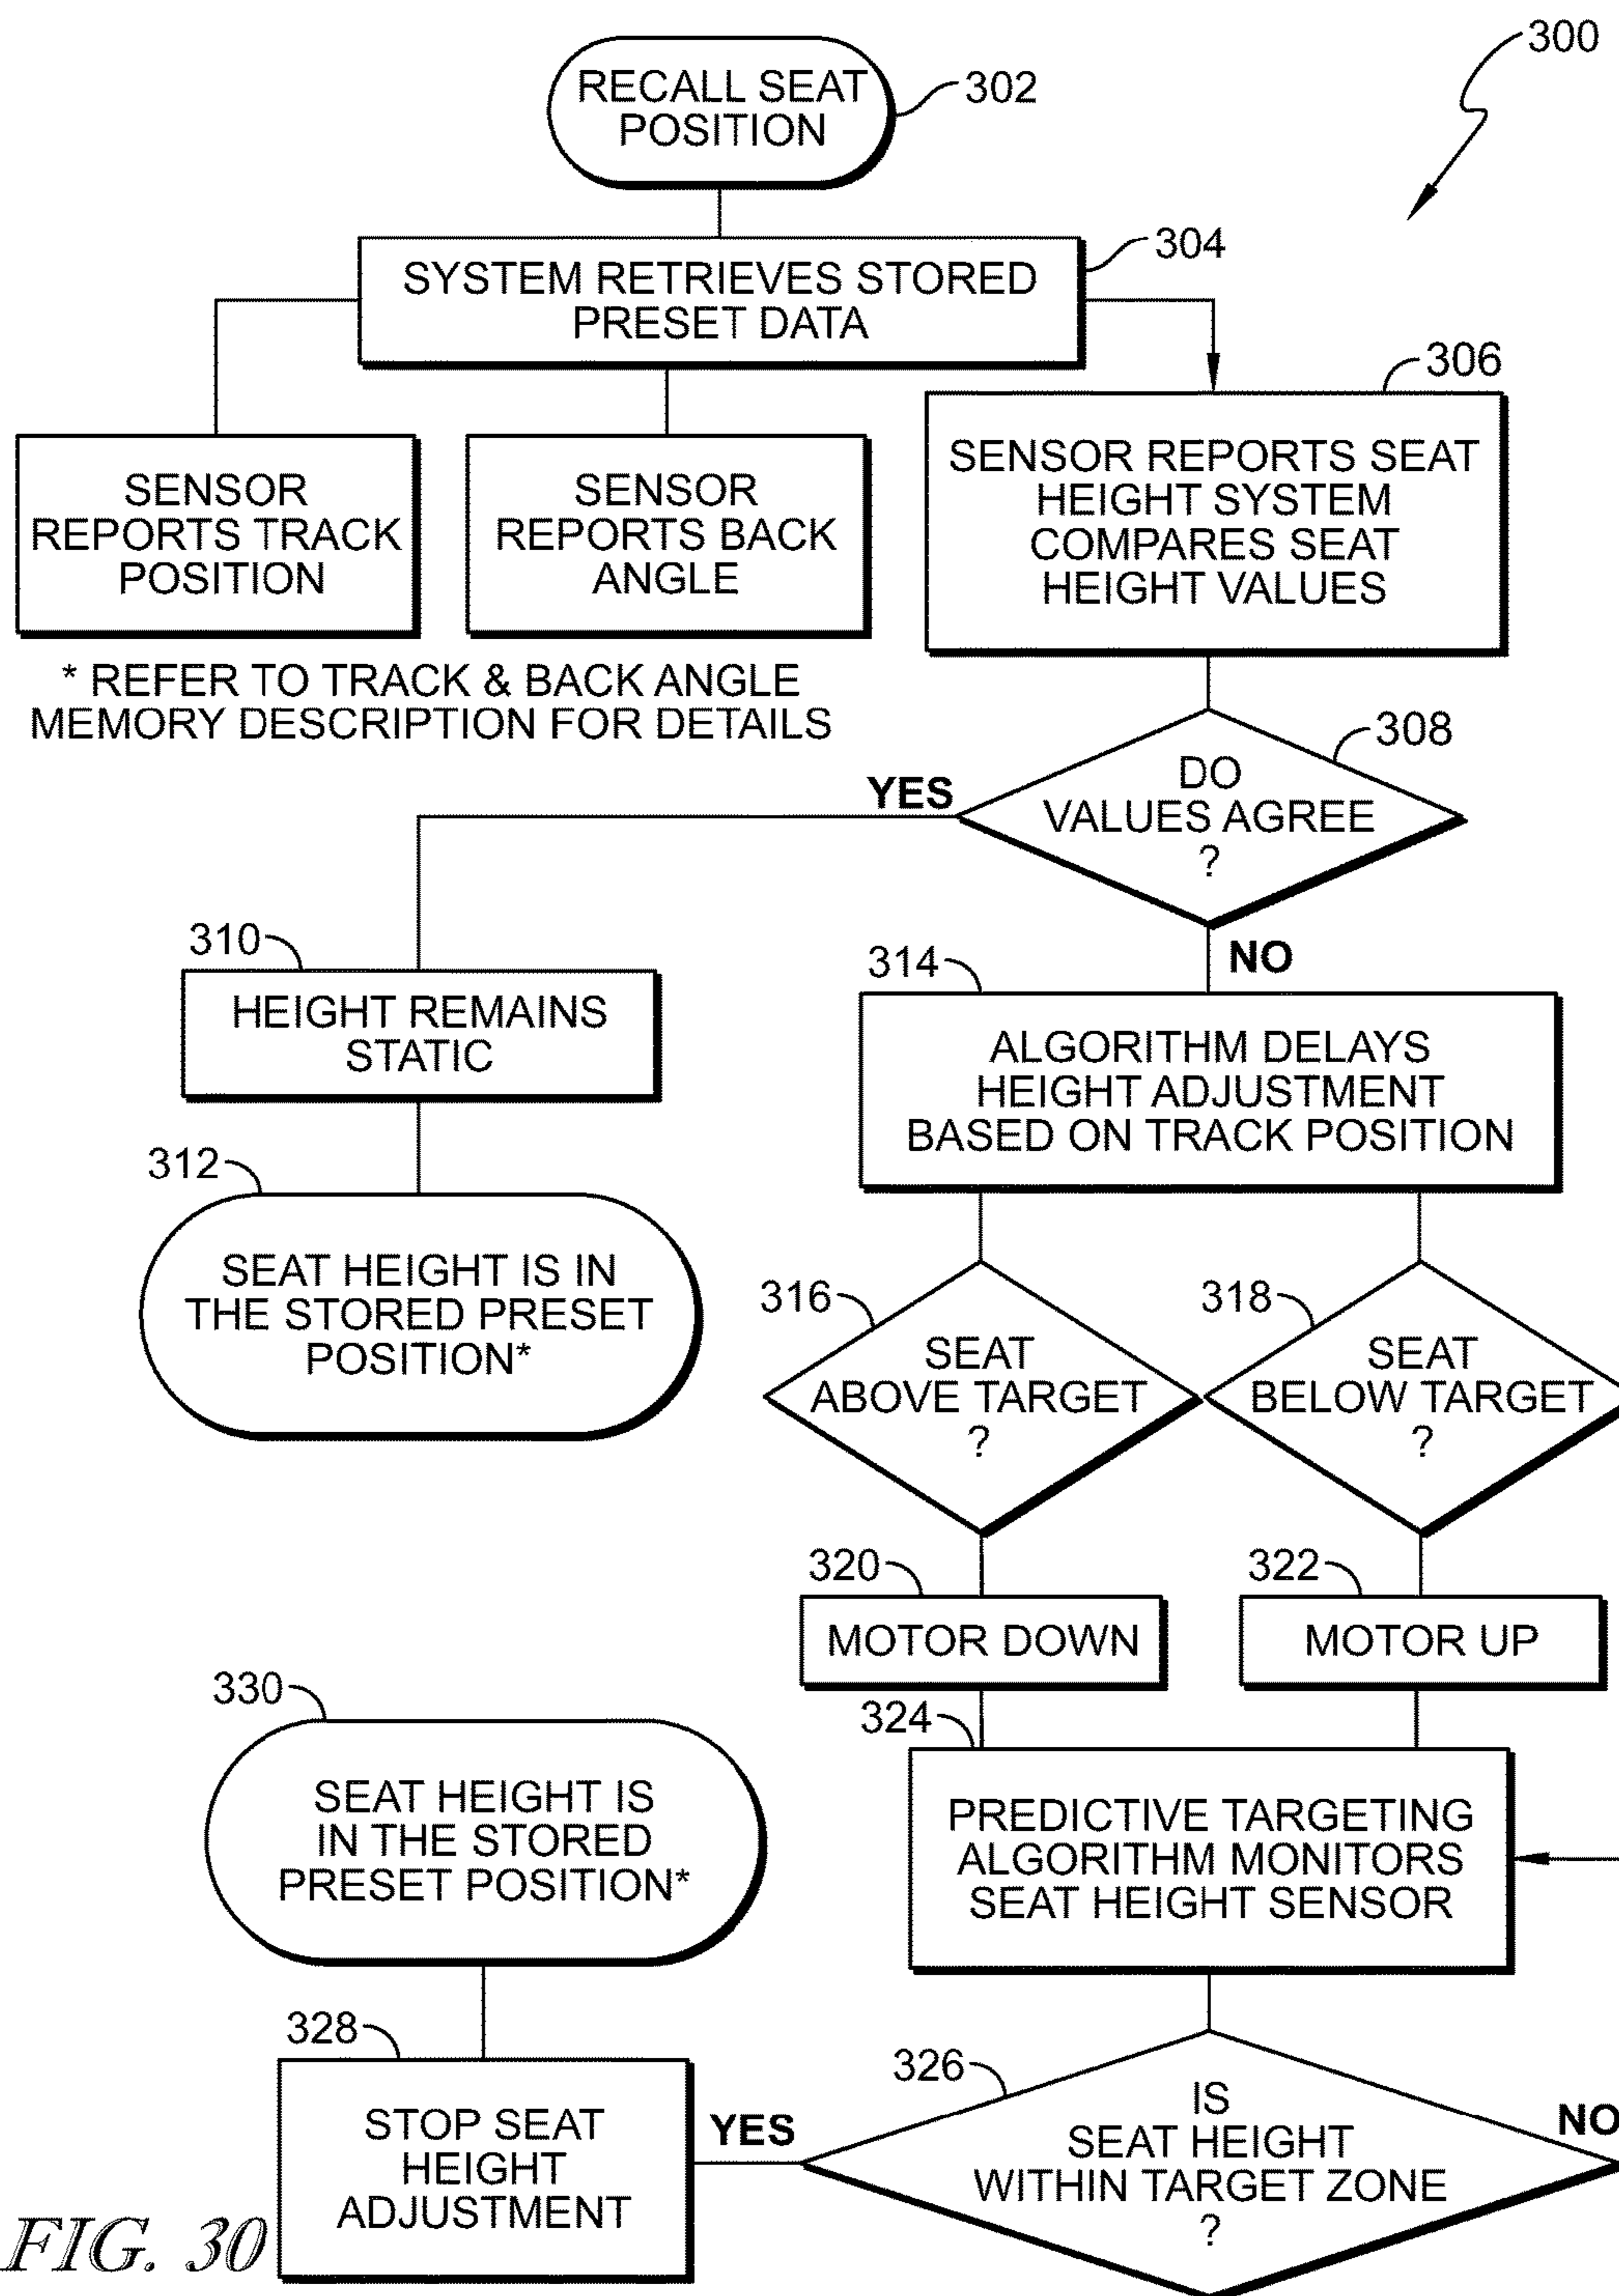 300
RECALL SEAT
POSITION
302
SYSTEM RETRIEVES STORED
PRESET DATA
304
SENSOR
REPORTS TRACK
POSITION
SENSOR
REPORTS BACK
ANGLE
306
SENSOR REPORTS SEAT
HEIGHT SYSTEM
COMPARES SEAT
HEIGHT VALUES
* REFER TO TRACK & BACK ANGLE
MEMORY DESCRIPTION FOR DETAILS
308
DO
VALUES AGREE
?
YES
NO
310
HEIGHT REMAINS
STATIC
312
SEAT HEIGHT IS IN
THE STORED PRESET
POSITION*
314
ALGORITHM DELAYS
HEIGHT ADJUSTMENT
BASED ON TRACK POSITION
316
SEAT
ABOVE TARGET
?
318
SEAT
BELOW TARGET
?
320
MOTOR DOWN
322
MOTOR UP
324
PREDICTIVE TARGETING
ALGORITHM MONITORS
SEAT HEIGHT SENSOR
330
SEAT HEIGHT IS
IN THE STORED
PRESET POSITION*
328
STOP SEAT
HEIGHT
ADJUSTMENT
YES
326
IS
SEAT HEIGHT
WITHIN TARGET ZONE
?
NO
FIG. 30